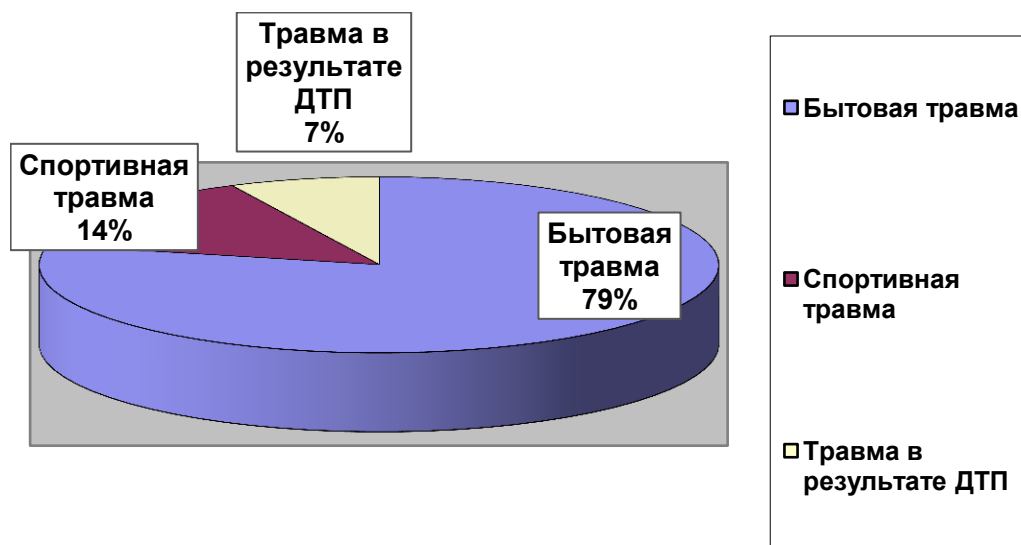 Травма в
результате
ДТП
7%
Спортивная
травма
14%
Бытовая
травма
79%
Бытовая травма
Спортивная
травма
Травма в
результате ДТП